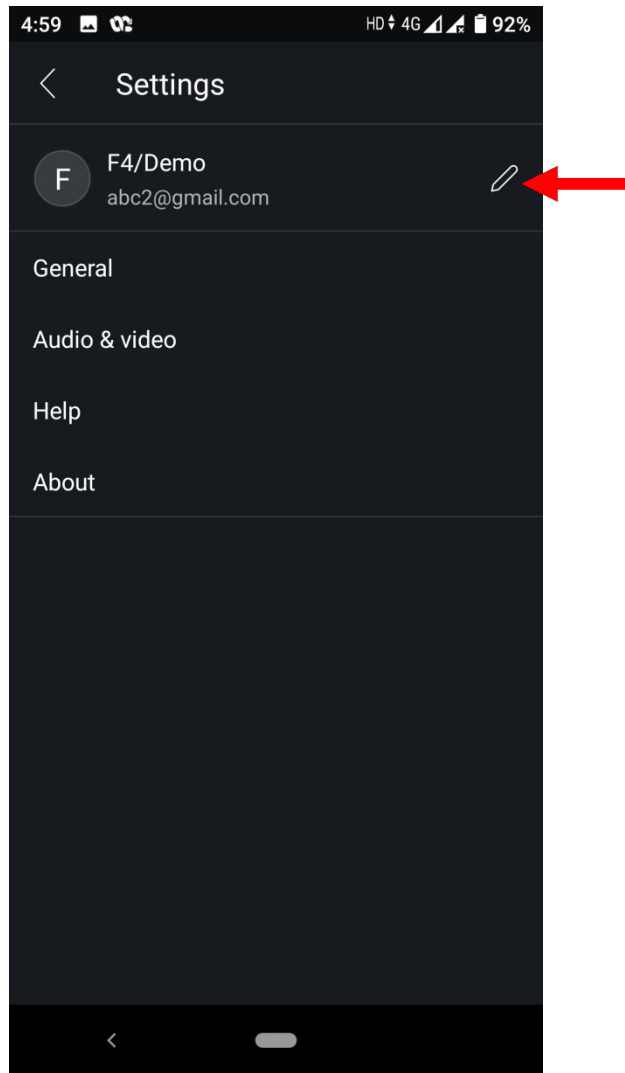 4:59 HD 4G 92%
Settings
F
F4/Demo
abc2@gmail.com
General
Audio & video
Help
About